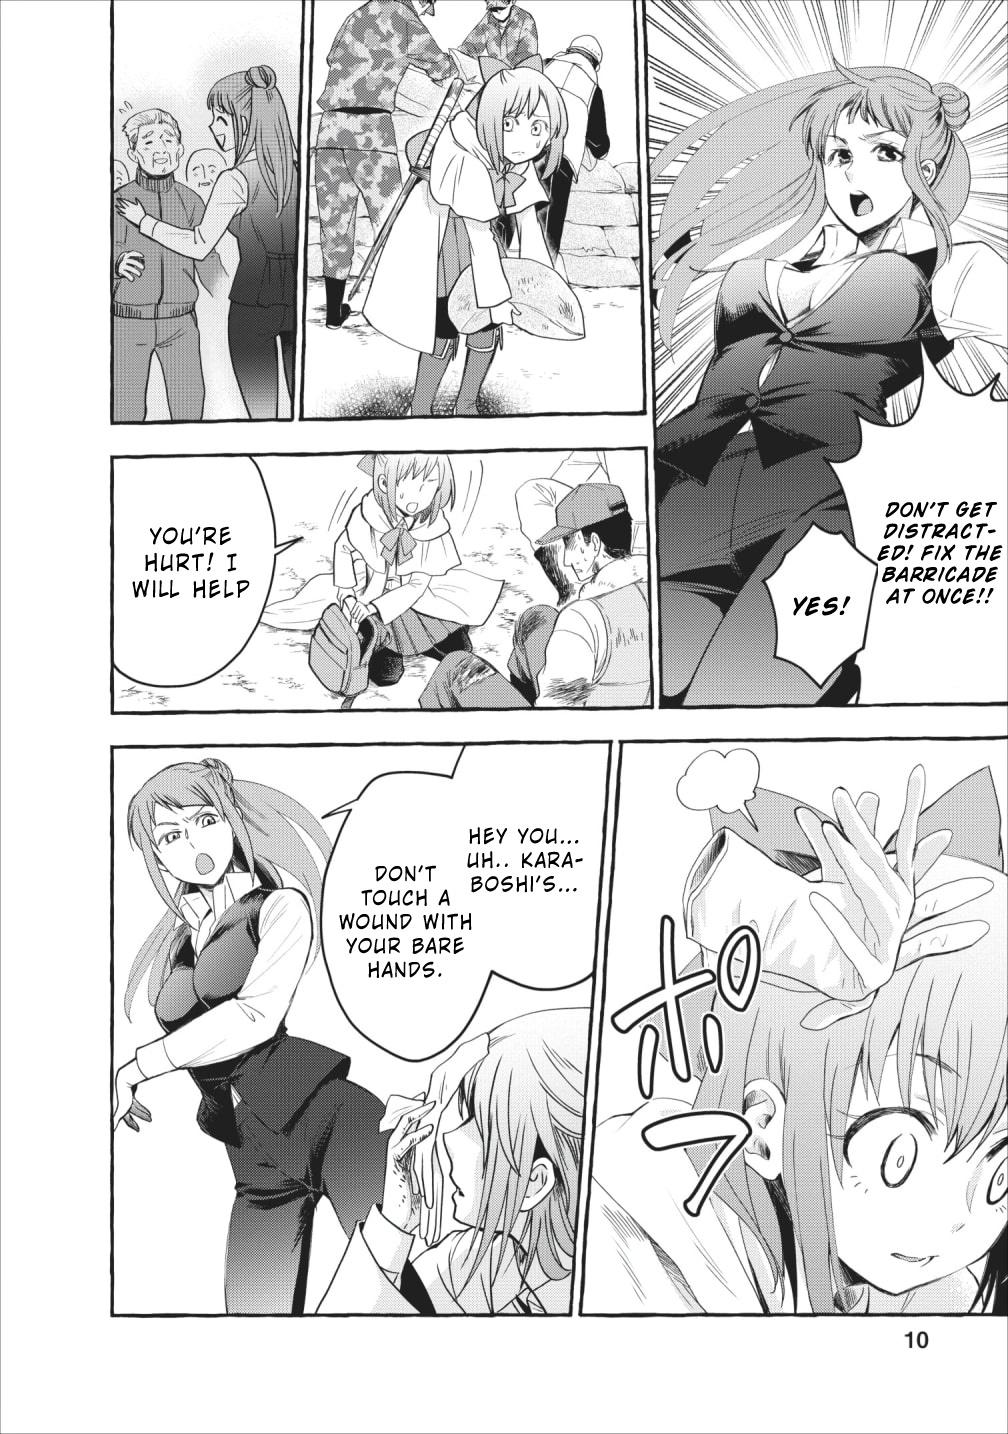 DON'T GET
DISTRACT-
ED! FIX THE
BARRICADE
AT ONCE!!
YES!
YOU'RE
HURT! I
WILL HELP
ポフ
HEY YOU...
UH.. KARA-
BOSHI'S...
DON'T
TOUCH A
WOUND WITH
YOUR BARE
HANDS.
10